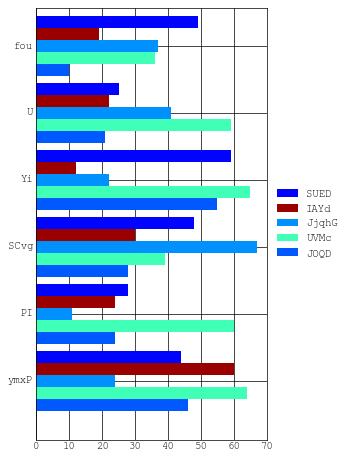 fou
U
Yi
SCvg
PI
ymxP
0 10 20 30 40 50 60 70
SUED
IAYd
JjqhG
UVMc
JOQD